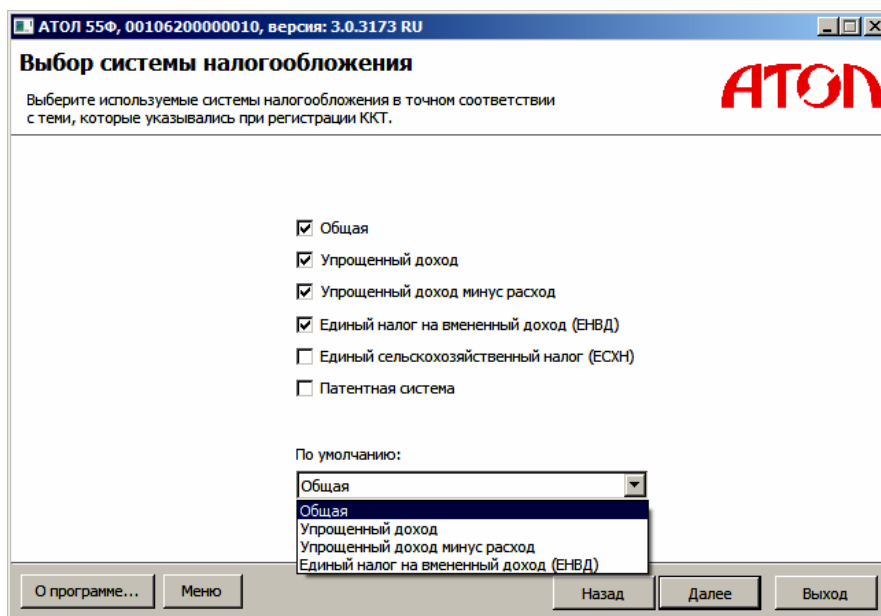 АТОЛ 55Ф, 00106200000010, версия: 3.0.3173 RU
Выбор системы налогообложения
Выберите используемые системы налогообложения в точном соответствии
с теми, которые указывались при регистрации ККТ.
АТОЛ
Общая
Упрощенный доход
Упрощенный доход минус расход
Единый налог на вмененный доход (ЕНВД)
Единый сельскохозяйственный налог (ЕСХН)
Патентная система
По умолчанию:
Общая
Общая
Упрощенный доход
Упрощенный доход минус расход
Единый налог на вмененный доход (ЕНВД)
О программе... Меню Назад Далее Выход